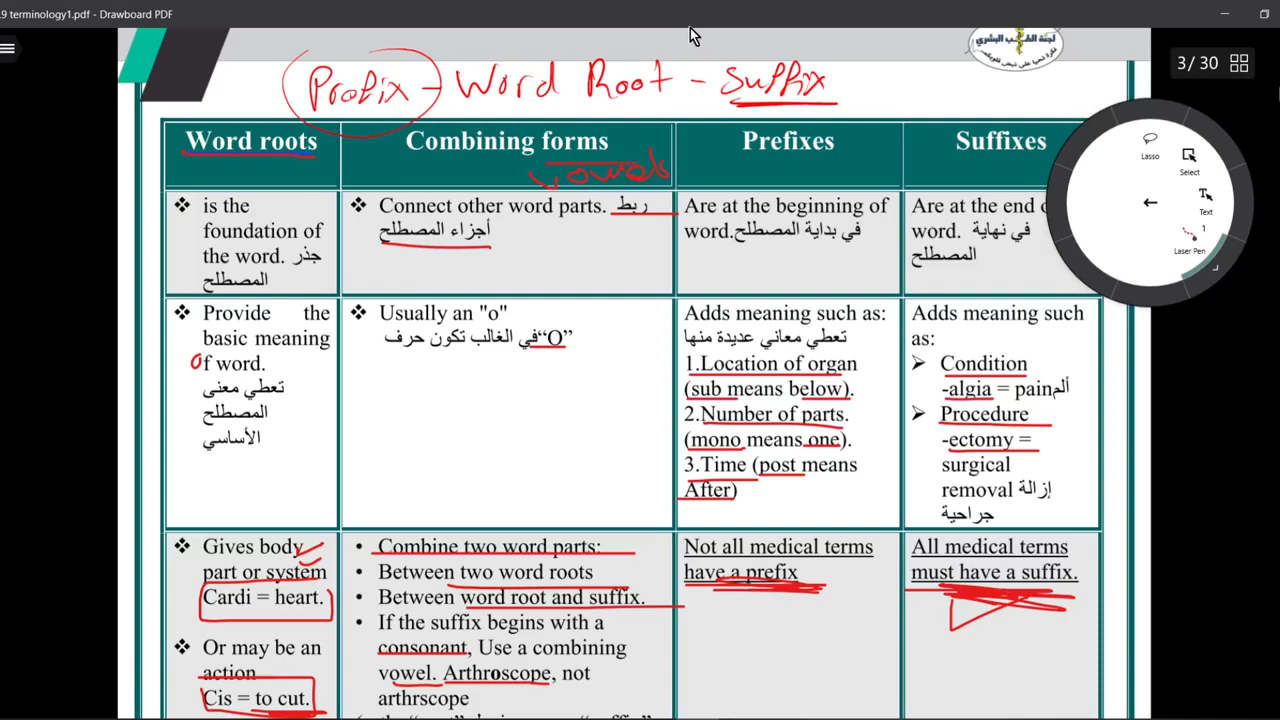 .9 terminology1.pdf - Drawboard PDF
3/30
لجنة الطب البشري
Prefix - Word Root - Suffix
Word roots
Combining forms
vowels
Prefixes
Suffixes
❖ is the
foundation of
the word. جذر
المصطلح
❖ Connect other word parts. ربط
أجزاء المصطلح
Are at the beginning of
word.في بداية المصطلح
Are at the end o
word. في نهاية
المصطلح
❖ Provide the
basic meaning
of word.
تعطي معنى
المصطلح
الأساسي
❖ Usually an "o"
في الغالب تكون حرف “O”
Adds meaning such as:
تعطي معاني عديدة منها
1.Location of organ
(sub means below).
2.Number of parts.
(mono means one).
3.Time (post means
After)
Adds meaning such
as:
➢ Condition
-algia = painألم
➢ Procedure
-ectomy =
surgical
removal إزالة
جراحية
❖ Gives body
part or system
Cardi = heart.
❖ Or may be an
action
Cis = to cut.
• Combine two word parts:
• Between two word roots
• Between word root and suffix.
• If the suffix begins with a
consonant, Use a combining
vowel. Arthroscope, not
arthrscope
Not all medical terms
have a prefix
All medical terms
must have a suffix.
Lasso
Select
Text
1
Laser Pen